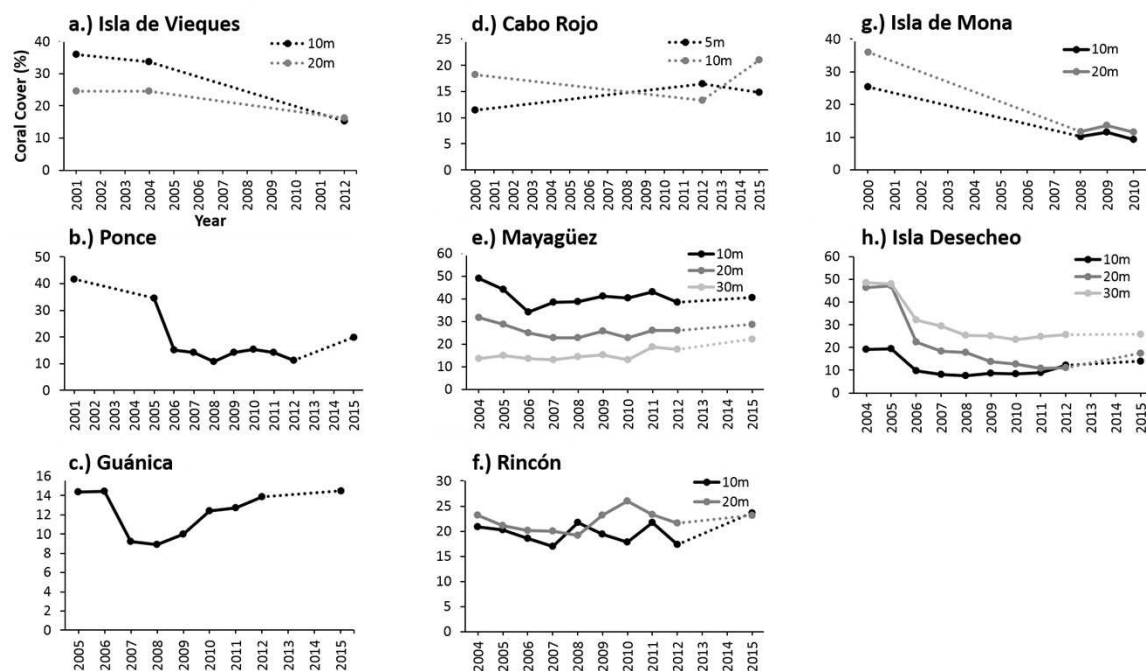 a.) Isla de Vieques
10m
20m
Coral Cover (%)
40
30
20
10
0
2001 2002 2003 2004 2005 2006 2007 2008 2009 2010 2001 2012
Year
b.) Ponce
50
40
30
20
10
0
2001 2002 2003 2004 2005 2006 2007 2008 2009 2010 2011 2012 2013 2014 2015
c.) Guánica
16
14
12
10
8
6
4
2
0
2005 2006 2007 2008 2009 2010 2011 2012 2013 2014 2015
d.) Cabo Rojo
5m
10m
25
20
15
10
5
0
2000 2001 2002 2003 2004 2005 2006 2007 2008 2009 2010 2011 2012 2013 2014 2015
e.) Mayagüez
10m
20m
30m
60
50
40
30
20
10
0
2004 2005 2006 2007 2008 2009 2010 2011 2012 2013 2014 2015
f.) Rincón
10m
20m
30
25
20
15
10
5
0
2004 2005 2006 2007 2008 2009 2010 2011 2012 2013 2014 2015
g.) Isla de Mona
10m
20m
40
30
20
10
0
2000 2001 2002 2003 2004 2005 2006 2007 2008 2009 2010
h.) Isla Desecheo
10m
20m
30m
60
50
40
30
20
10
0
2004 2005 2006 2007 2008 2009 2010 2011 2012 2013 2014 2015